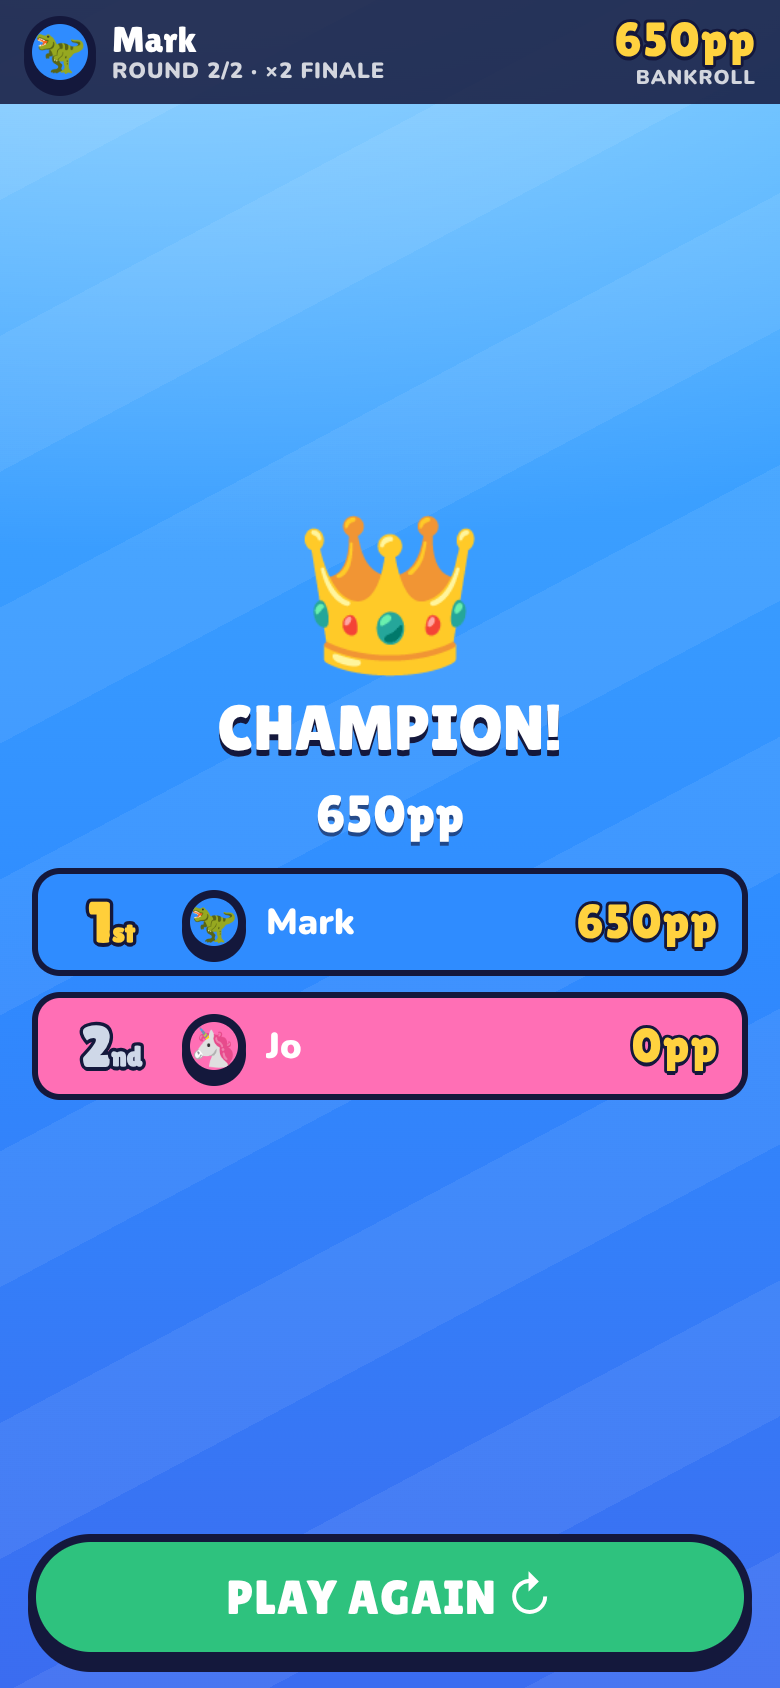 Mark
ROUND 2/2 · ×2 FINALE
650pp
BANKROLL
CHAMPION!
650pp
1st Mark 650pp
2nd Jo 0pp
PLAY AGAIN ↻